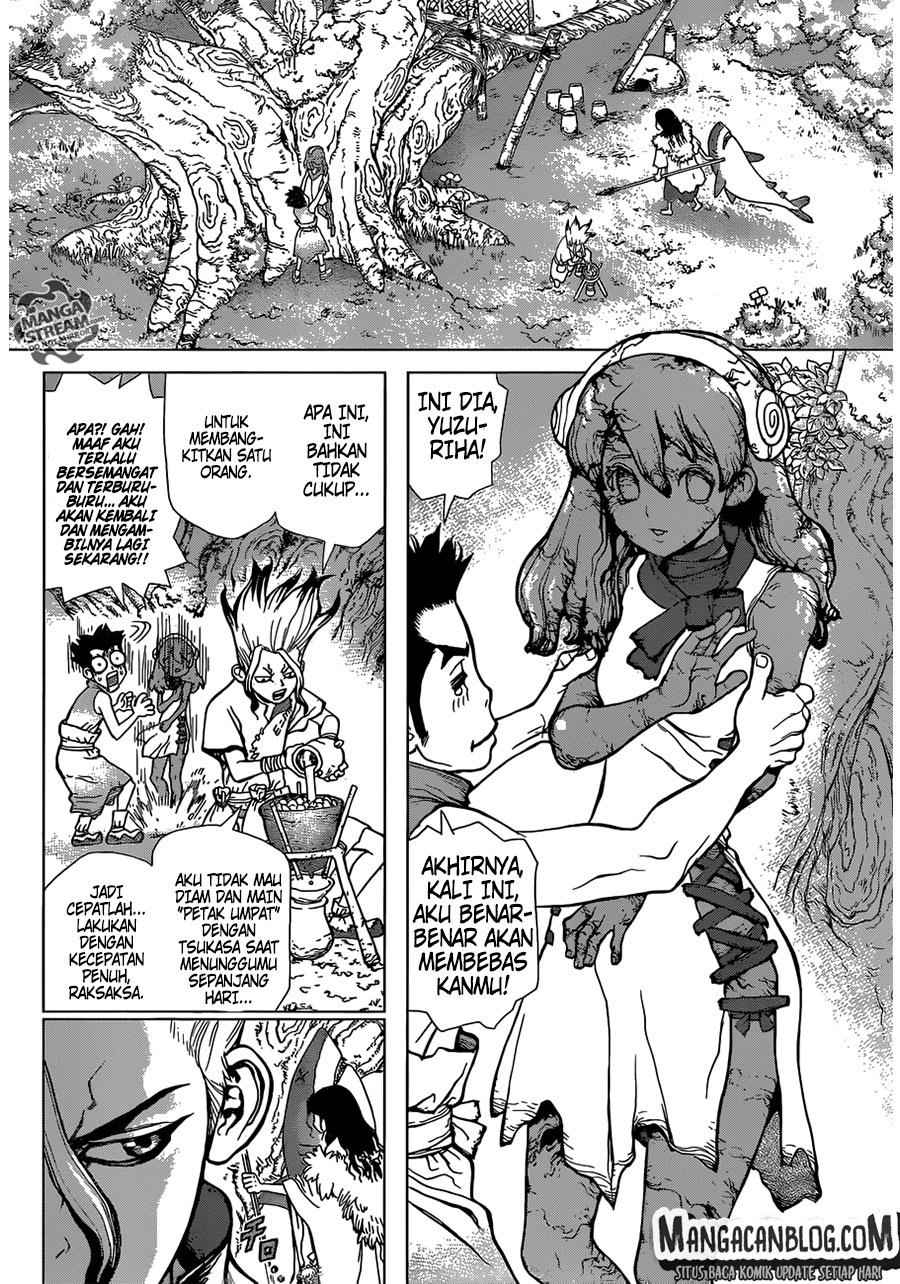 MANGA
STREAM
INI DIA,
YUZU-
RIHA!
AKHIRNYA,
KALI INI,
AKU BENAR-
BENAR AKAN
MEMBEBAS
KANMU!
APA INI,
INI
BAHKAN
TIDAK
CUKUP...
UNTUK
MEMBANG-
KITKAN SATU
ORANG.
APA?! GAH!
MAAF AKU
TERLALU
BERSEMANGAT
DAN TERBURU-
BURU... AKU
AKAN KEMBALI
DAN MENGAM-
BILNYA LAGI
SEKARANG!!
AKU TIDAK MAU
DIAM DAN MAIN
"PETAK UMPAT"
DENGAN
TSUKASA SAAT
MENUNGGUMU
SEPANJANG
HARI...
JADI
CEPATLAH...
LAKUKAN
DENGAN
KECEPATAN
PENUH,
RAKSAKSA.
MANGACANBLOG.COM
SITUS BACA KOMIK UPDATE SETIAP HARI